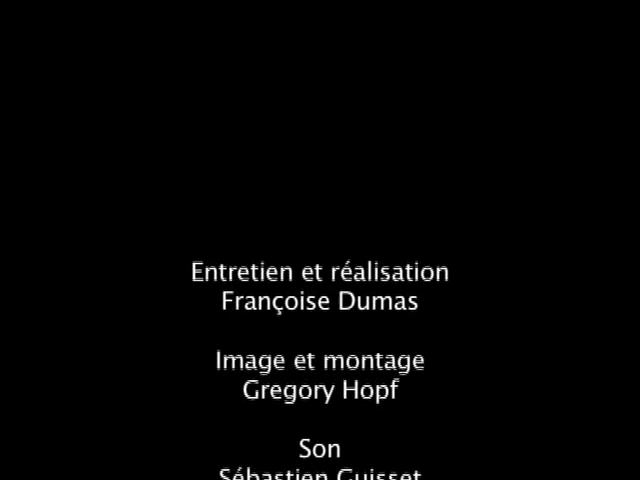 Entretien et réalisation
Françoise Dumas
Image et montage
Gregory Hopf
Son
Sébastien Guisset